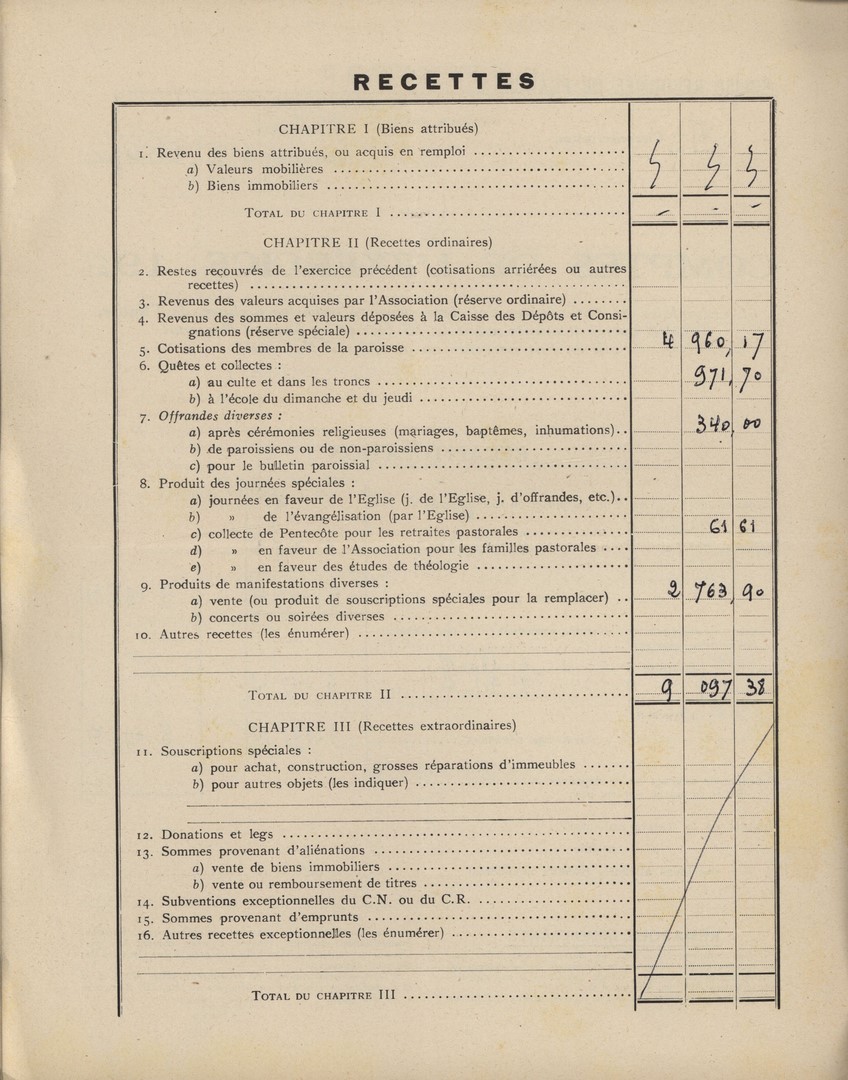 RECETTES
CHAPITRE I (Biens attribués)
1. Revenu des biens attribués, ou acquis en remploi
a) Valeurs mobilières
b) Biens immobiliers
TOTAL DU CHAPITRE I - - -
CHAPITRE II (Recettes ordinaires)
2. Restes recouvrés de l'exercice précédent (cotisations arriérées ou autres
recettes)
3. Revenus des valeurs acquises par l'Association (réserve ordinaire)
4. Revenus des sommes et valeurs déposées à la Caisse des Dépôts et Consi-
gnations (réserve spéciale)
5. Cotisations des membres de la paroisse 4 960, 17
6. Quêtes et collectes :
a) au culte et dans les troncs 971, 70
b) à l'école du dimanche et du jeudi
7. Offrandes diverses :
a) après cérémonies religieuses (mariages, baptêmes, inhumations).. 340, 00
b) de paroissiens ou de non-paroissiens
c) pour le bulletin paroissial
8. Produit des journées spéciales :
a) journées en faveur de l'Eglise (j. de l'Eglise, j. d'offrandes, etc.)..
b) » de l'évangélisation (par l'Eglise)
c) collecte de Pentecôte pour les retraites pastorales 61 61
d) » en faveur de l'Association pour les familles pastorales
e) » en faveur des études de théologie
9. Produits de manifestations diverses :
a) vente (ou produit de souscriptions spéciales pour la remplacer) .. 2 763, 90
b) concerts ou soirées diverses
10. Autres recettes (les énumérer)
TOTAL DU CHAPITRE II 9 097 38
CHAPITRE III (Recettes extraordinaires)
11. Souscriptions spéciales :
a) pour achat, construction, grosses réparations d'immeubles
b) pour autres objets (les indiquer)
12. Donations et legs
13. Sommes provenant d'aliénations
a) vente de biens immobiliers
b) vente ou remboursement de titres
14. Subventions exceptionnelles du C.N. ou du C.R.
15. Sommes provenant d'emprunts
16. Autres recettes exceptionnelles (les énumérer)
TOTAL DU CHAPITRE III